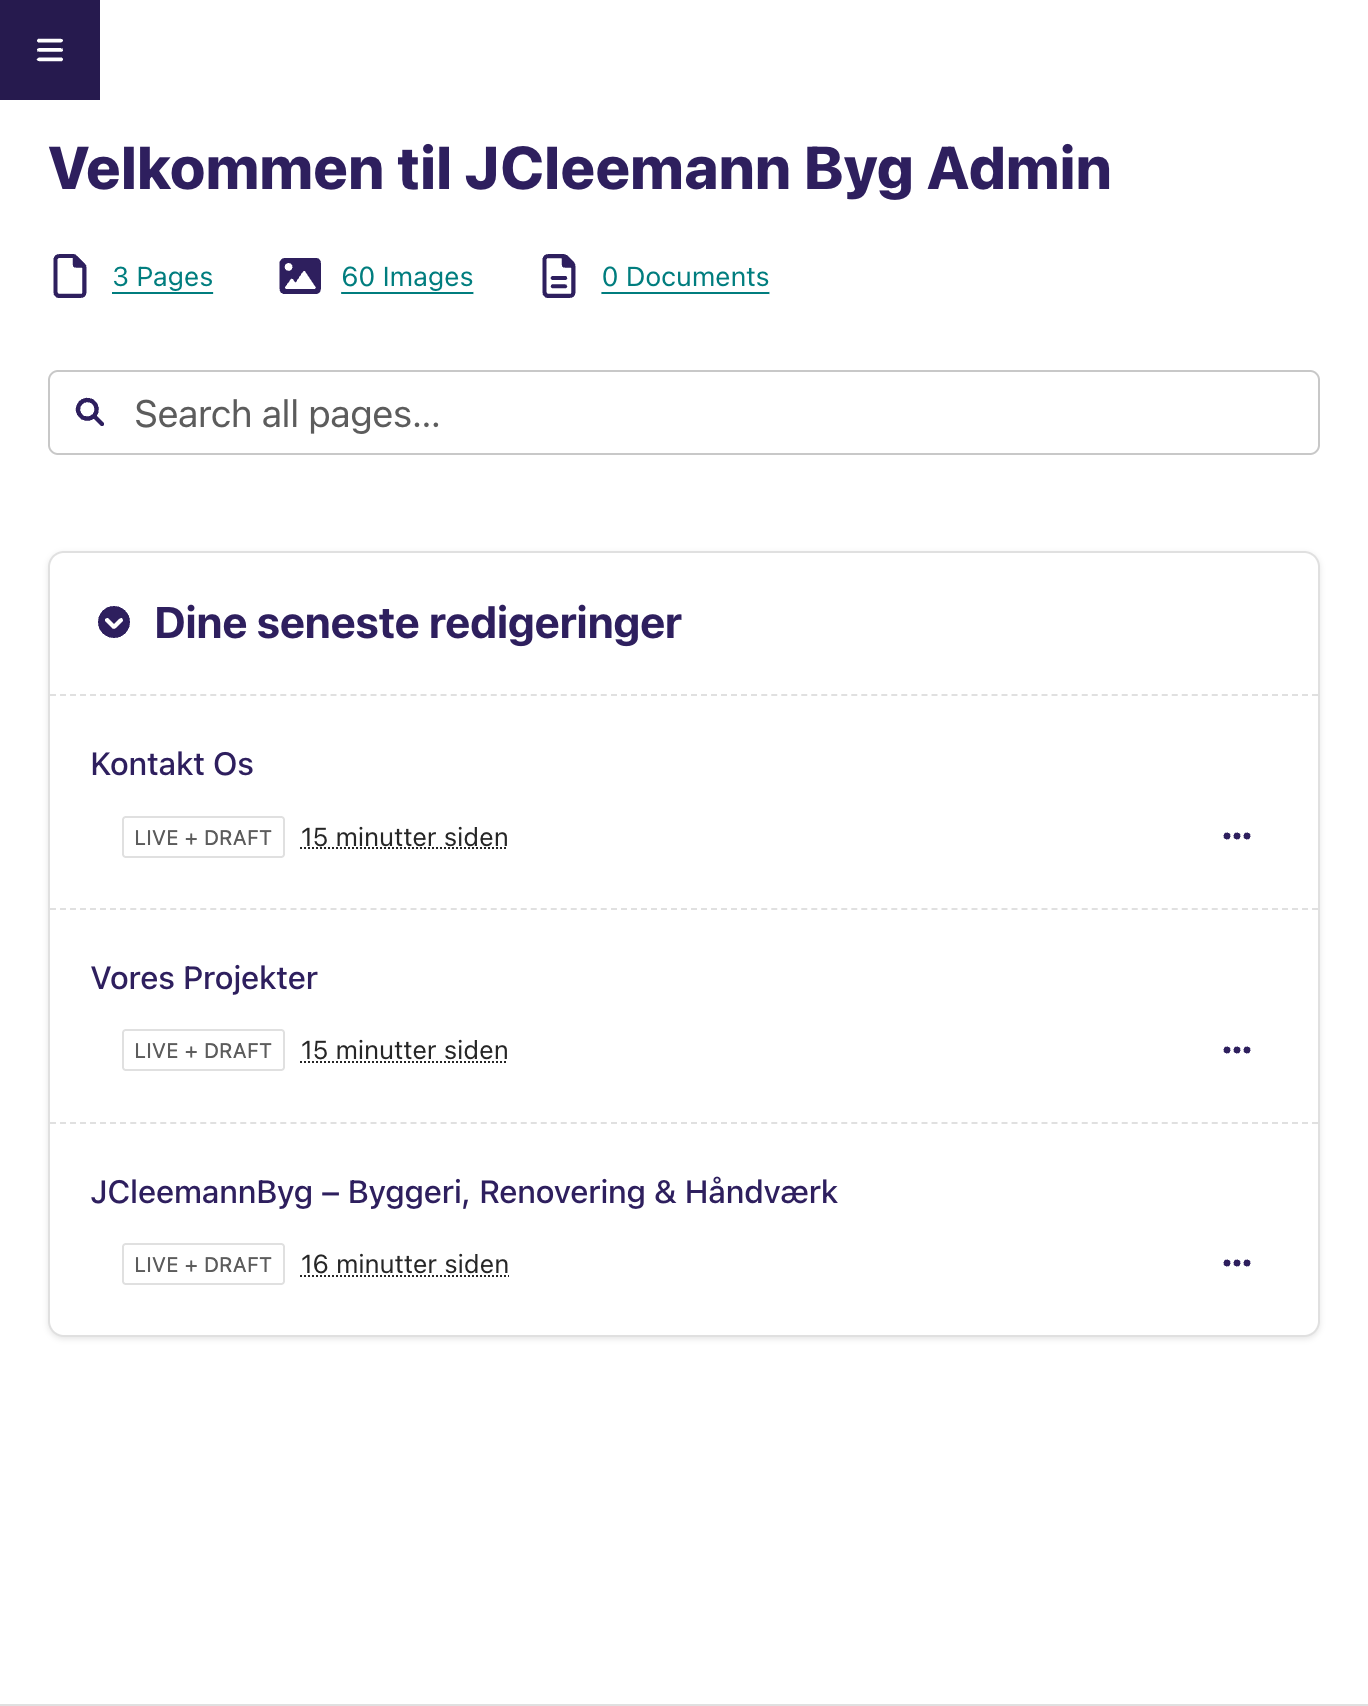 Velkommen til JCleemann Byg Admin
3 Pages 60 Images 0 Documents
Search all pages...
Dine seneste redigeringer
Kontakt Os
LIVE + DRAFT 15 minutter siden
Vores Projekter
LIVE + DRAFT 15 minutter siden
JCleemannByg – Byggeri, Renovering & Håndværk
LIVE + DRAFT 16 minutter siden